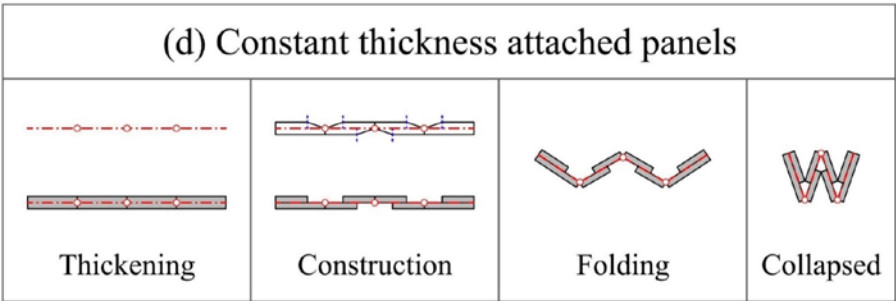 (d) Constant thickness attached panels
Thickening
Construction
Folding
Collapsed